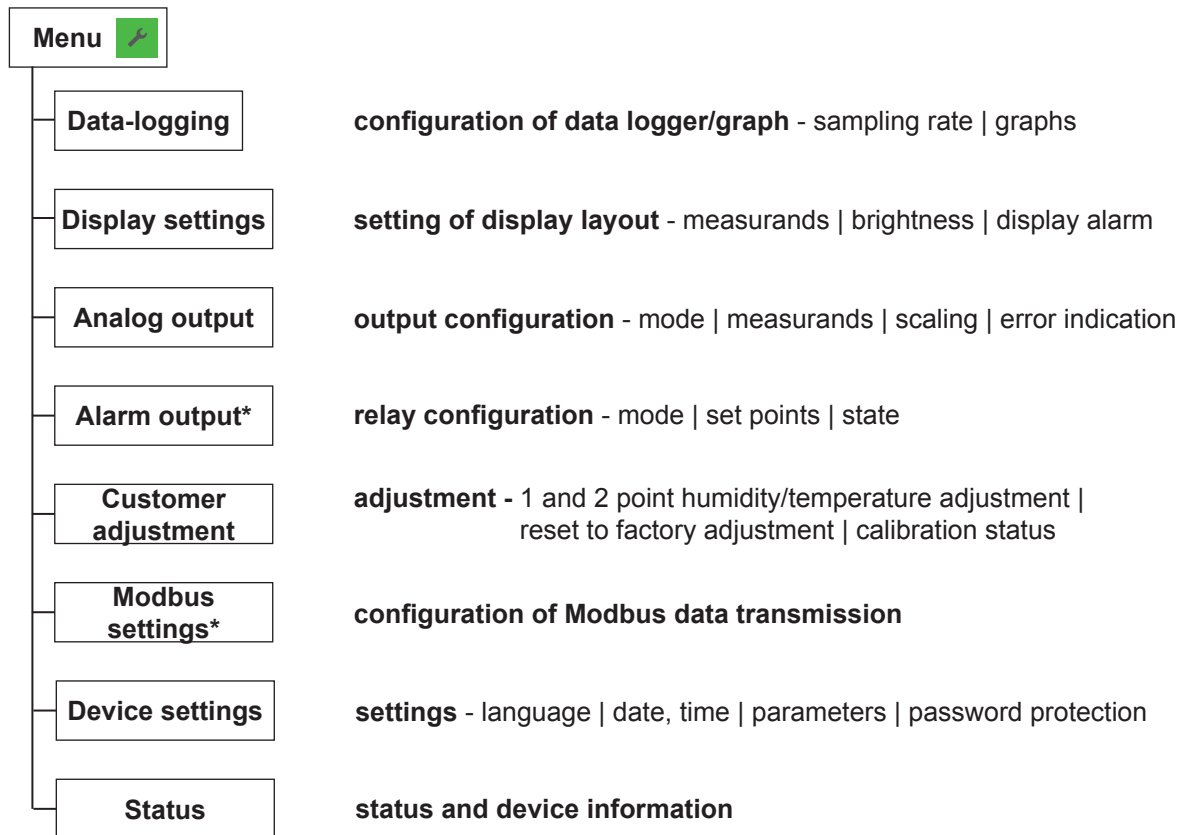 Menu
Data-logging
configuration of data logger/graph - sampling rate | graphs
Display settings
setting of display layout - measurands | brightness | display alarm
Analog output
output configuration - mode | measurands | scaling | error indication
Alarm output*
relay configuration - mode | set points | state
Customer
adjustment
adjustment - 1 and 2 point humidity/temperature adjustment |
reset to factory adjustment | calibration status
Modbus
settings*
configuration of Modbus data transmission
Device settings
settings - language | date, time | parameters | password protection
Status
status and device information